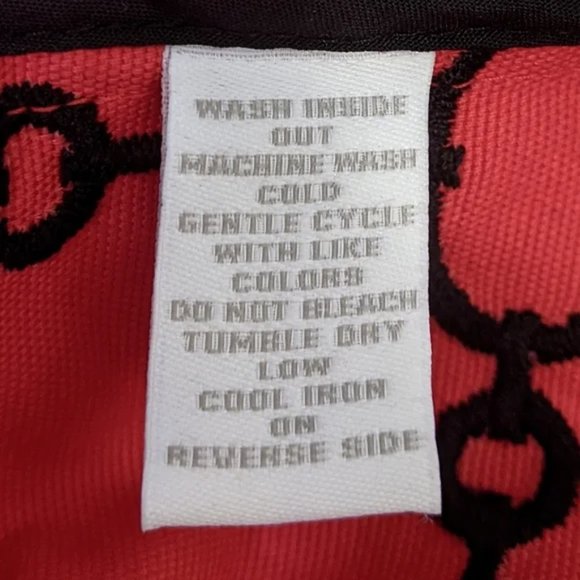 WASH INSIDE
OUT
MACHINE WASH
COLD
GENTLE CYCLE
WITH LIKE
COLORS
DO NOT BLEACH
TUMBLE DRY
LOW
COOL IRON
ON
REVERSE SIDE